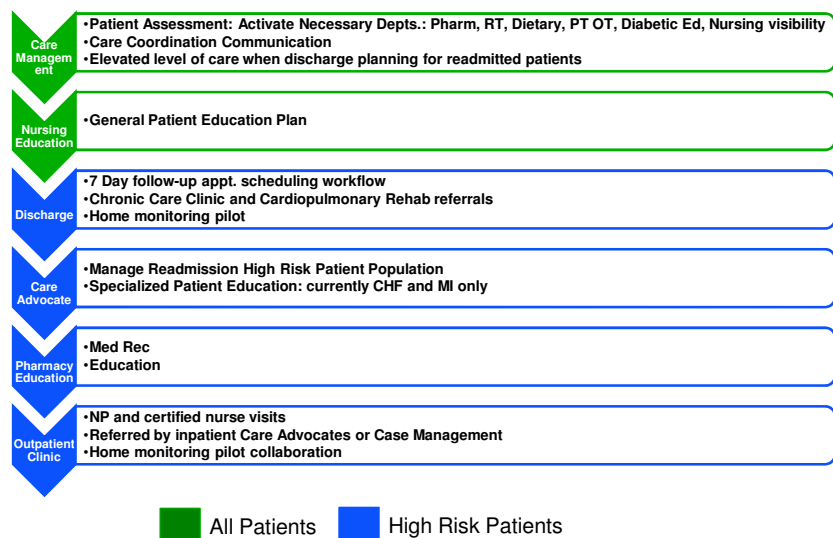 Care
Management
•Patient Assessment: Activate Necessary Depts.: Pharm, RT, Dietary, PT OT, Diabetic Ed, Nursing visibility
•Care Coordination Communication
•Elevated level of care when discharge planning for readmitted patients
Nursing
Education
•General Patient Education Plan
Discharge
•7 Day follow-up appt. scheduling workflow
•Chronic Care Clinic and Cardiopulmonary Rehab referrals
•Home monitoring pilot
Care
Advocate
•Manage Readmission High Risk Patient Population
•Specialized Patient Education: currently CHF and MI only
Pharmacy
Education
•Med Rec
•Education
Outpatient
Clinic
•NP and certified nurse visits
•Referred by inpatient Care Advocates or Case Management
•Home monitoring pilot collaboration
All Patients
High Risk Patients